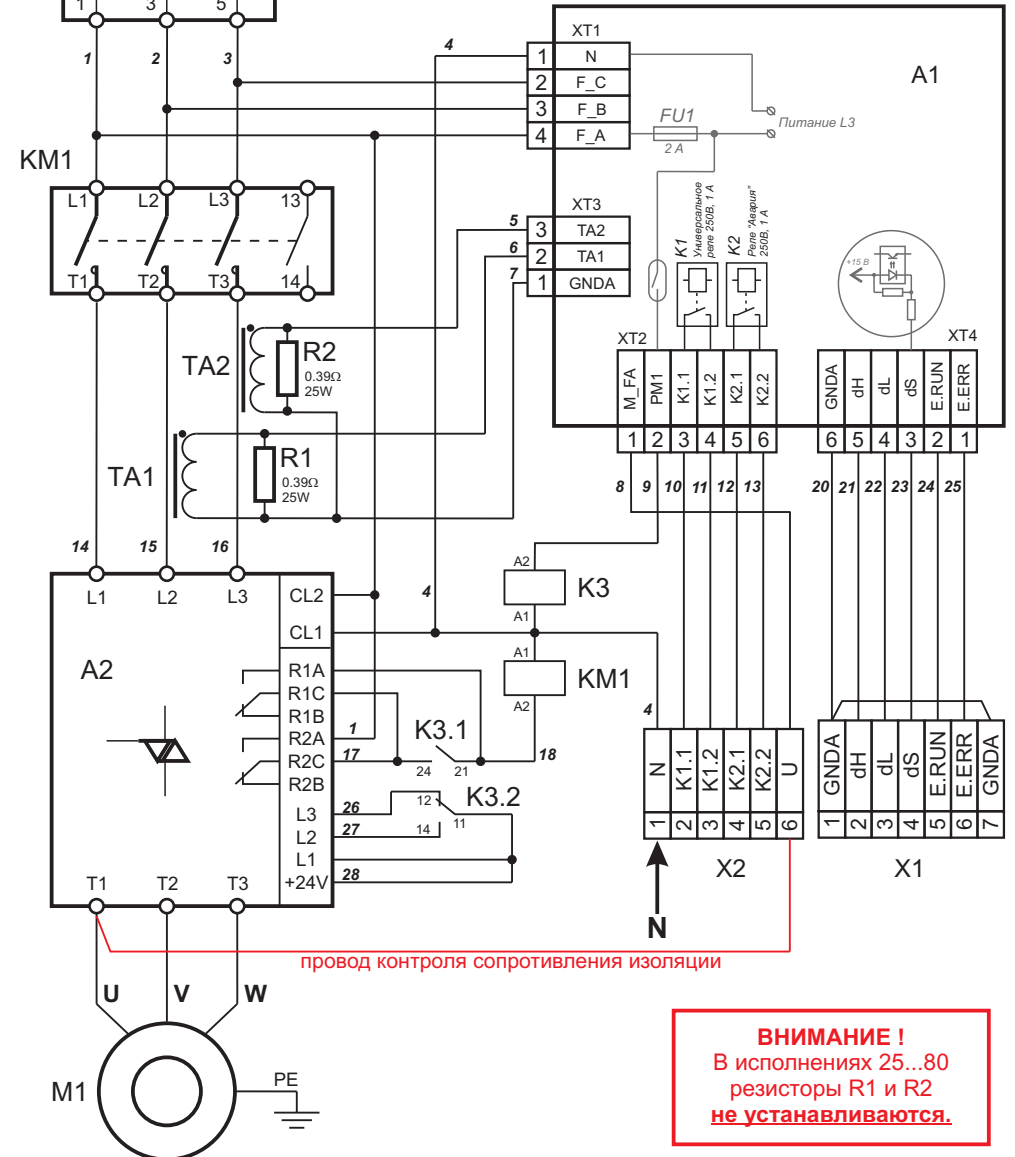 1 3 5
1 2 3 4
XT1
1 N
2 F_C
3 F_B
4 F_A
A1
FU1
2 A
Питание L3
KM1
L1 L2 L3 13
T1 T2 T3 14
XT3
5 3 TA2
6 2 TA1
7 1 GNDA
K1
Универсальное
реле 250В, 1 А
K2
Реле "Авария"
250В, 1 А
+15 В
TA2
R2
0.39Ω
25W
TA1
R1
0.39Ω
25W
XT2
M_FA PM1 K1.1 K1.2 K2.1 K2.2
1 2 3 4 5 6
8 9 10 11 12 13
XT4
GNDA dH dL dS E.RUN E.ERR
6 5 4 3 2 1
20 21 22 23 24 25
14 15 16
L1 L2 L3
A2
CL2
CL1
R1A
R1C
R1B
R2A
R2C
R2B
L3
L2
L1
+24V
4
A2
K3
A1
A1
KM1
A2
1
17
K3.1
24 21
18
26
27
28
K3.2
12
14
11
4
N K1.1 K1.2 K2.1 K2.2 U
1 2 3 4 5 6
X2
N
GNDA dH dL dS E.RUN E.ERR GNDA
1 2 3 4 5 6 7
X1
T1 T2 T3
провод контроля сопротивления изоляции
U V W
M1
PE
ВНИМАНИЕ !
В исполнениях 25...80
резисторы R1 и R2
не устанавливаются.